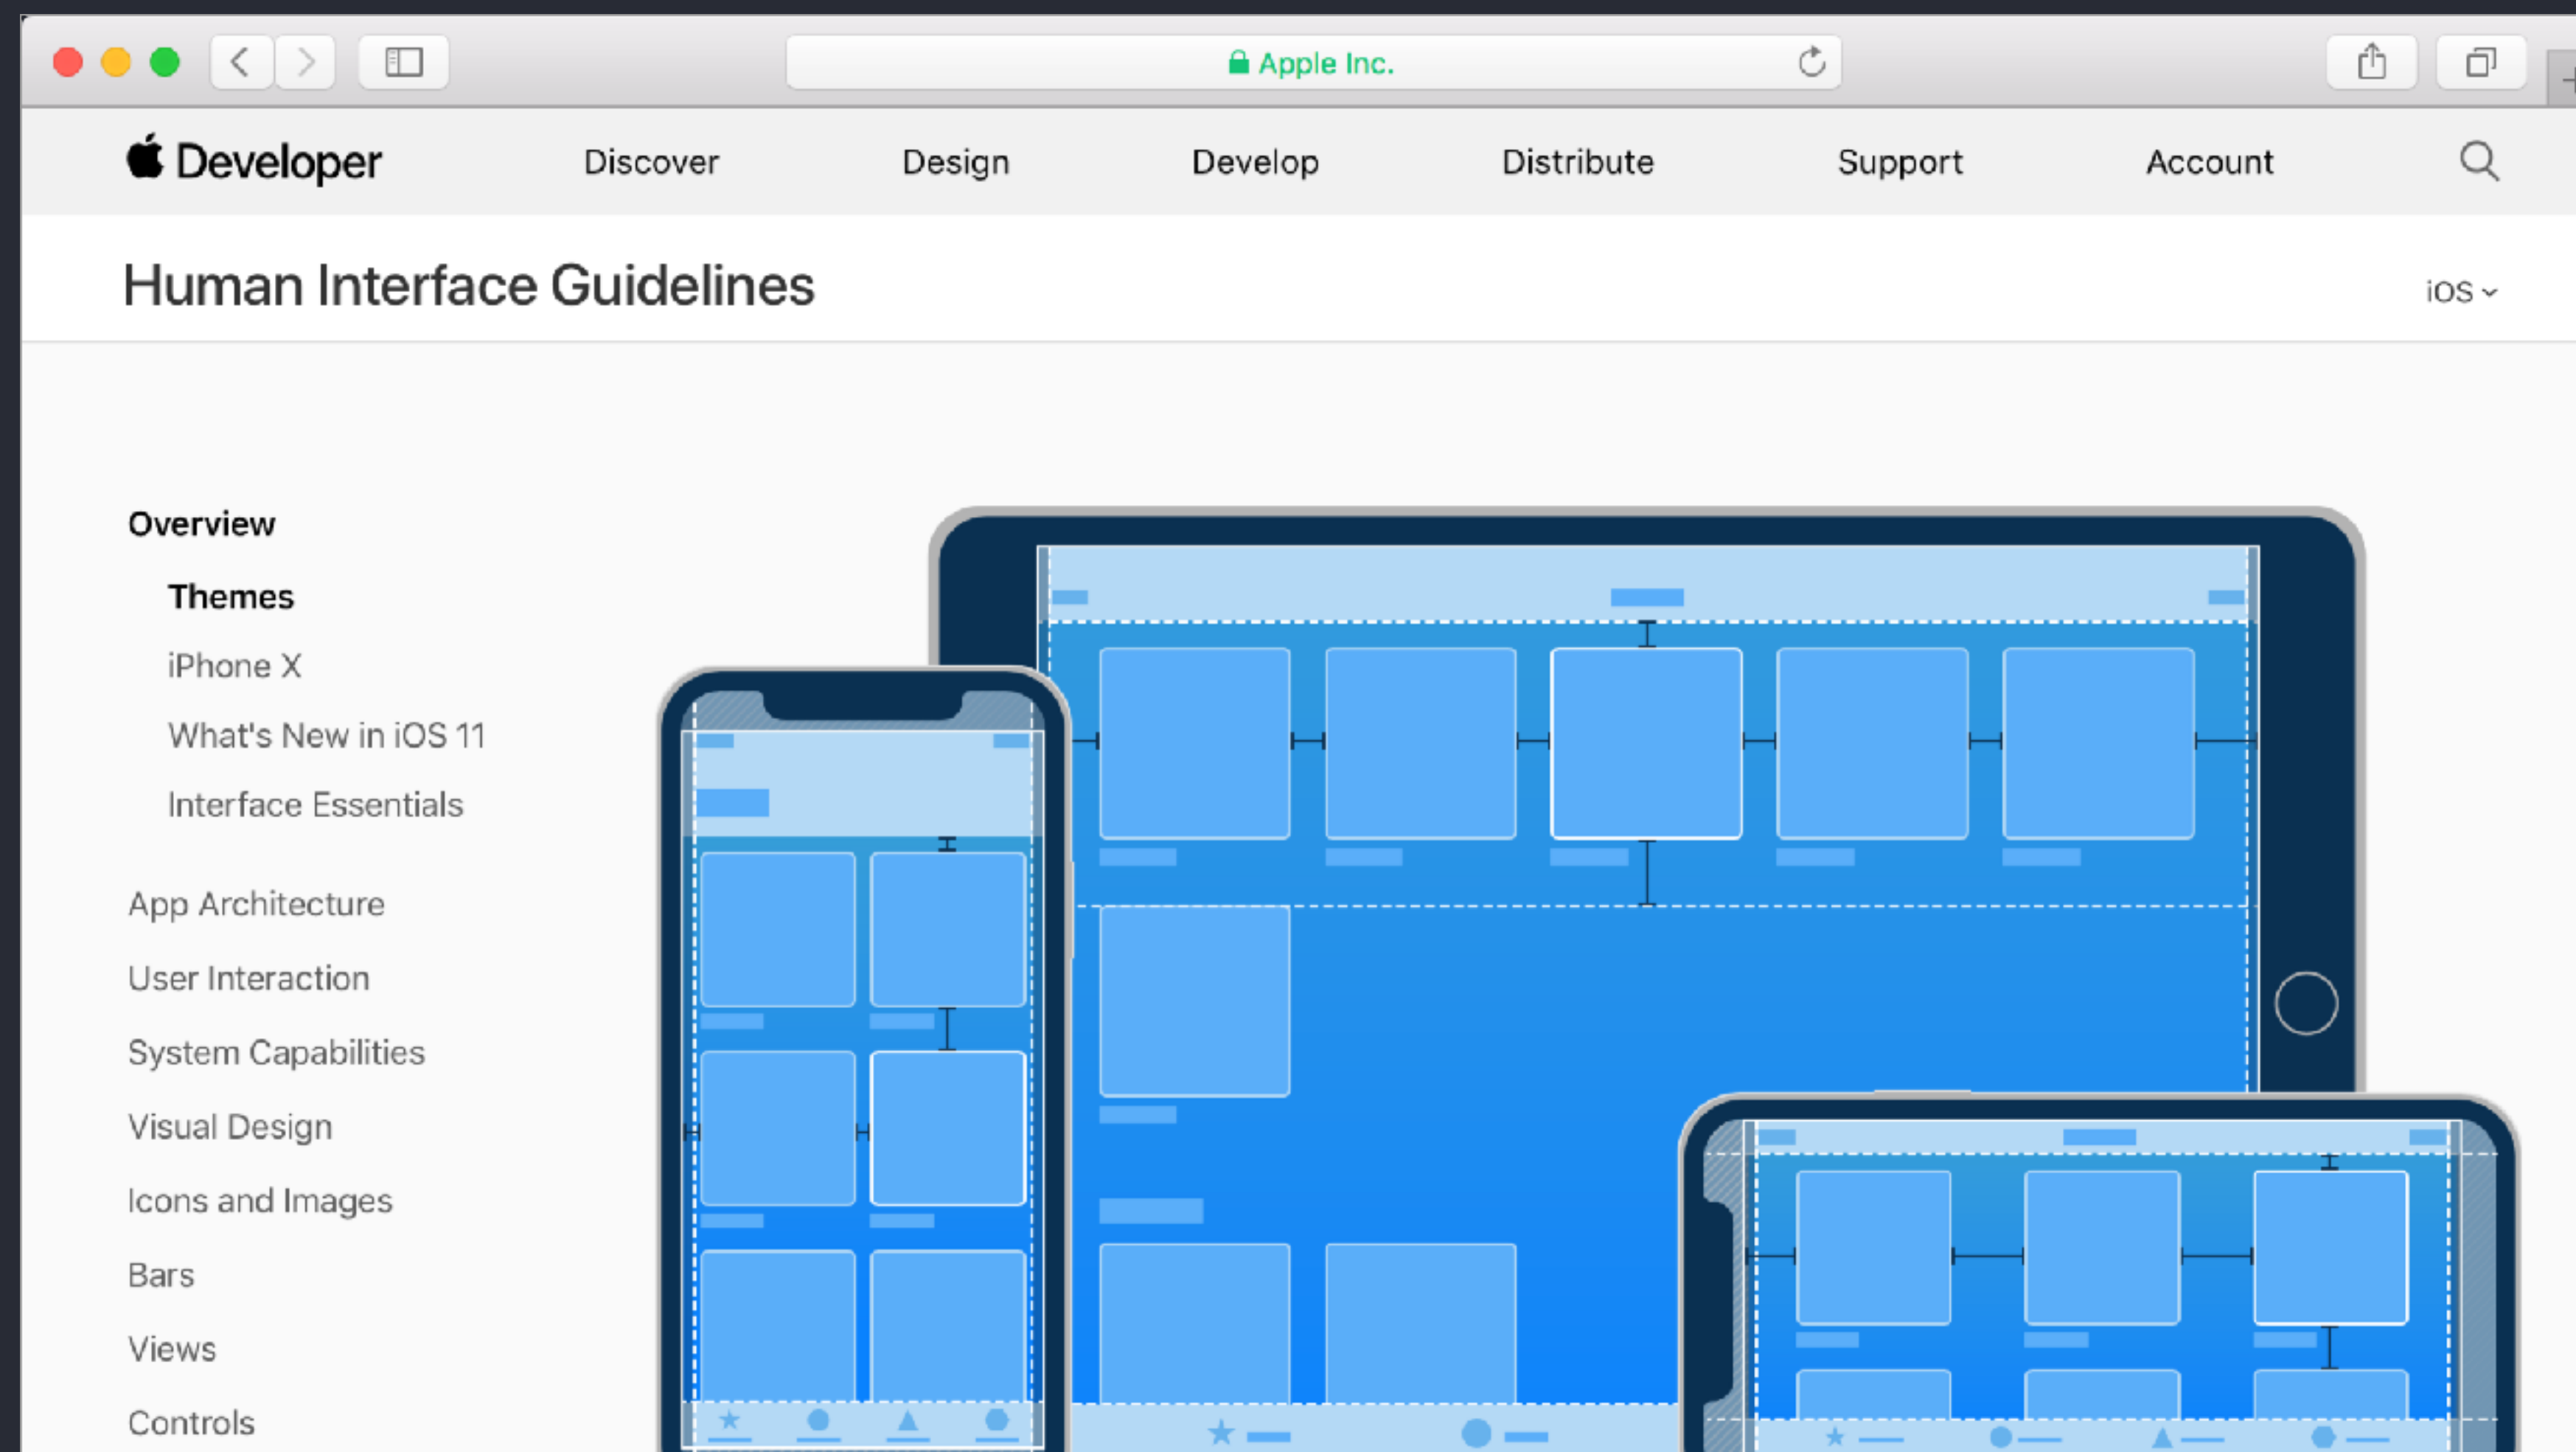 Apple Inc.
Developer Discover Design Develop Distribute Support Account
Human Interface Guidelines
iOS
Overview
Themes
iPhone X
What's New in iOS 11
Interface Essentials
App Architecture
User Interaction
System Capabilities
Visual Design
Icons and Images
Bars
Views
Controls